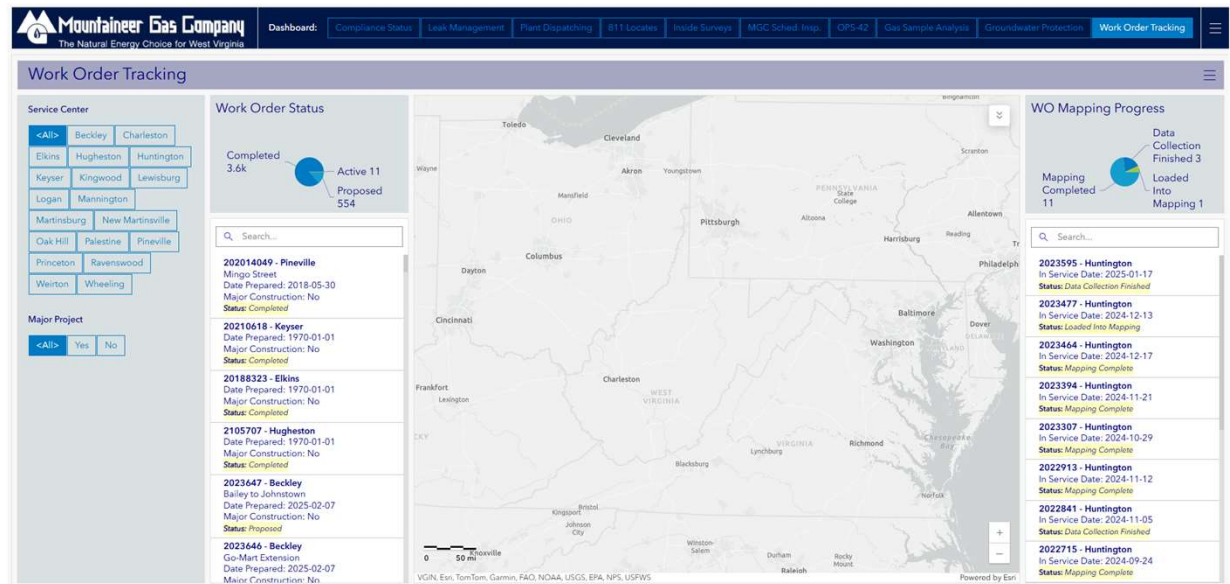 Mountaineer Gas Company
The Natural Energy Choice for West Virginia
Dashboard:
Compliance Status
Leak Management
Plant Dispatching
811 Locates
Inside Surveys
MGC Sched. Insp.
OPS-42
Gas Sample Analysis
Groundwater Protection
Work Order Tracking
Work Order Tracking
Service Center
<All>
Beckley
Charleston
Elkins
Hugheston
Huntington
Keyser
Kingwood
Lewisburg
Logan
Mannington
Martinsburg
New Martinsville
Oak Hill
Palestine
Pineville
Princeton
Ravenswood
Weirton
Wheeling
Major Project
<All>
Yes
No
Work Order Status
Completed
3.6k
Active 11
Proposed
554
Search...
202014049 - Pineville
Mingo Street
Date Prepared: 2018-05-30
Major Construction: No
Status: Completed
20210618 - Keyser
Date Prepared: 1970-01-01
Major Construction: No
Status: Completed
20188323 - Elkins
Date Prepared: 1970-01-01
Major Construction: No
Status: Completed
2105707 - Hugheston
Date Prepared: 1970-01-01
Major Construction: No
Status: Completed
2023647 - Beckley
Bailey to Johnstown
Date Prepared: 2025-02-07
Major Construction: No
Status: Proposed
2023646 - Beckley
Go-Mart Extension
Date Prepared: 2025-02-07
Major Construction: No
Binghamton
Toledo
Cleveland
Scranton
Wayne
Akron
Youngstown
PENNSYLVANIA
State
College
Mansfield
Allentown
OHIO
Pittsburgh
Altoona
Harrisburg
Reading
Tr
Columbus
Dayton
Philadelph
Cincinnati
Baltimore
Dover
Washington
MARYLAND
DELAWARE
Charleston
Frankfort
Lexington
WEST
VIRGINIA
CKY
VIRGINIA
Richmond
Chesapeake
Bay
Lynchburg
Blacksburg
Norfolk
Bristol
Kingsport
Johnson
City
Winston-
Salem
Knoxville
Durham
Rocky
Mount
Raleigh
0 50 mi
+
−
VGIN, Esri, TomTom, Garmin, FAO, NOAA, USGS, EPA, NPS, USFWS
Powered by Esri
WO Mapping Progress
Data
Collection
Finished 3
Mapping
Completed
11
Loaded
Into
Mapping 1
Search...
2023595 - Huntington
In Service Date: 2025-01-17
Status: Data Collection Finished
2023477 - Huntington
In Service Date: 2024-12-13
Status: Loaded Into Mapping
2023464 - Huntington
In Service Date: 2024-12-17
Status: Mapping Complete
2023394 - Huntington
In Service Date: 2024-11-21
Status: Mapping Complete
2023307 - Huntington
In Service Date: 2024-10-29
Status: Mapping Complete
2022913 - Huntington
In Service Date: 2024-11-12
Status: Mapping Complete
2022841 - Huntington
In Service Date: 2024-11-05
Status: Data Collection Finished
2022715 - Huntington
In Service Date: 2024-09-24
Status: Mapping Complete